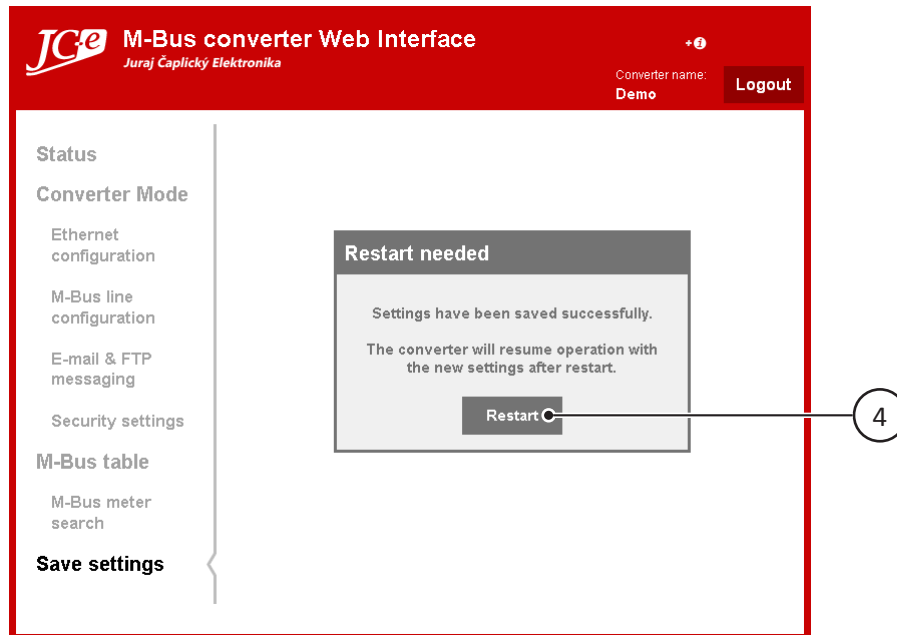 JC-e
M-Bus converter Web Interface
Juraj Čaplický Elektronika
+i
Converter name:
Demo
Logout
Status
Converter Mode
Ethernet
configuration
M-Bus line
configuration
E-mail & FTP
messaging
Security settings
M-Bus table
M-Bus meter
search
Save settings
Restart needed
Settings have been saved successfully.
The converter will resume operation with
the new settings after restart.
Restart
4